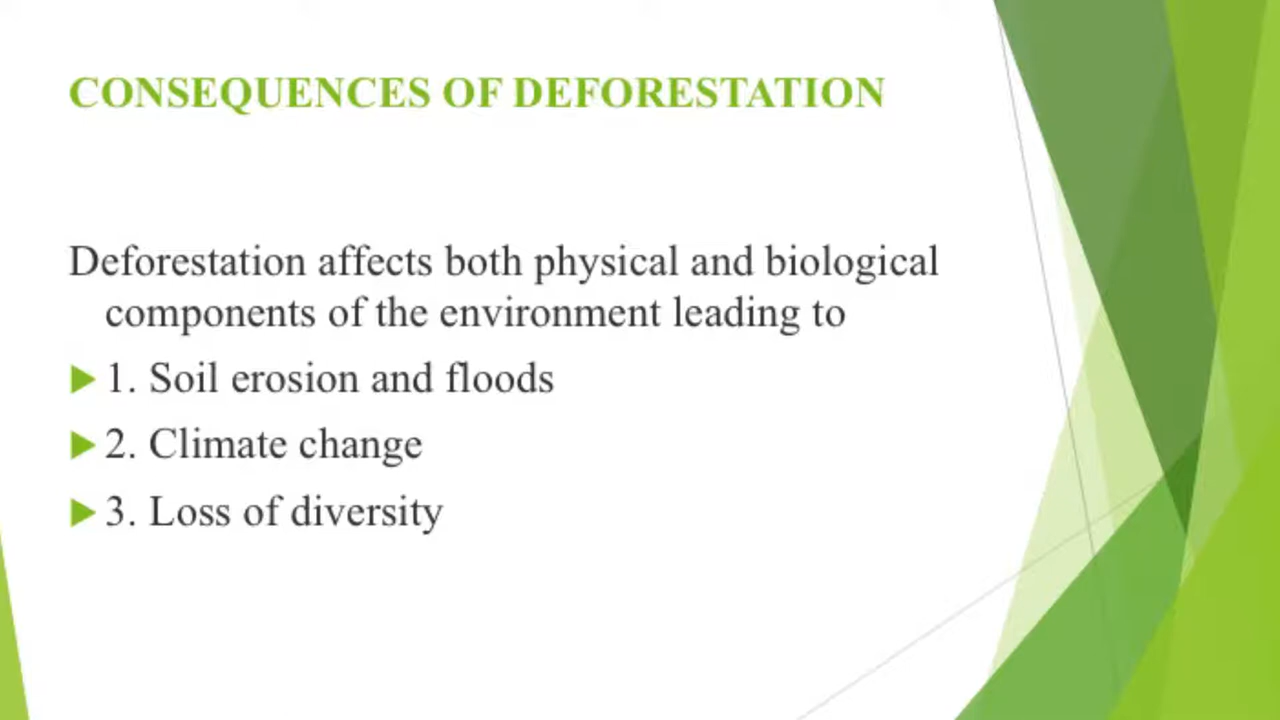 CONSEQUENCES OF DEFORESTATION
Deforestation affects both physical and biological
components of the environment leading to
1. Soil erosion and floods
2. Climate change
3. Loss of diversity